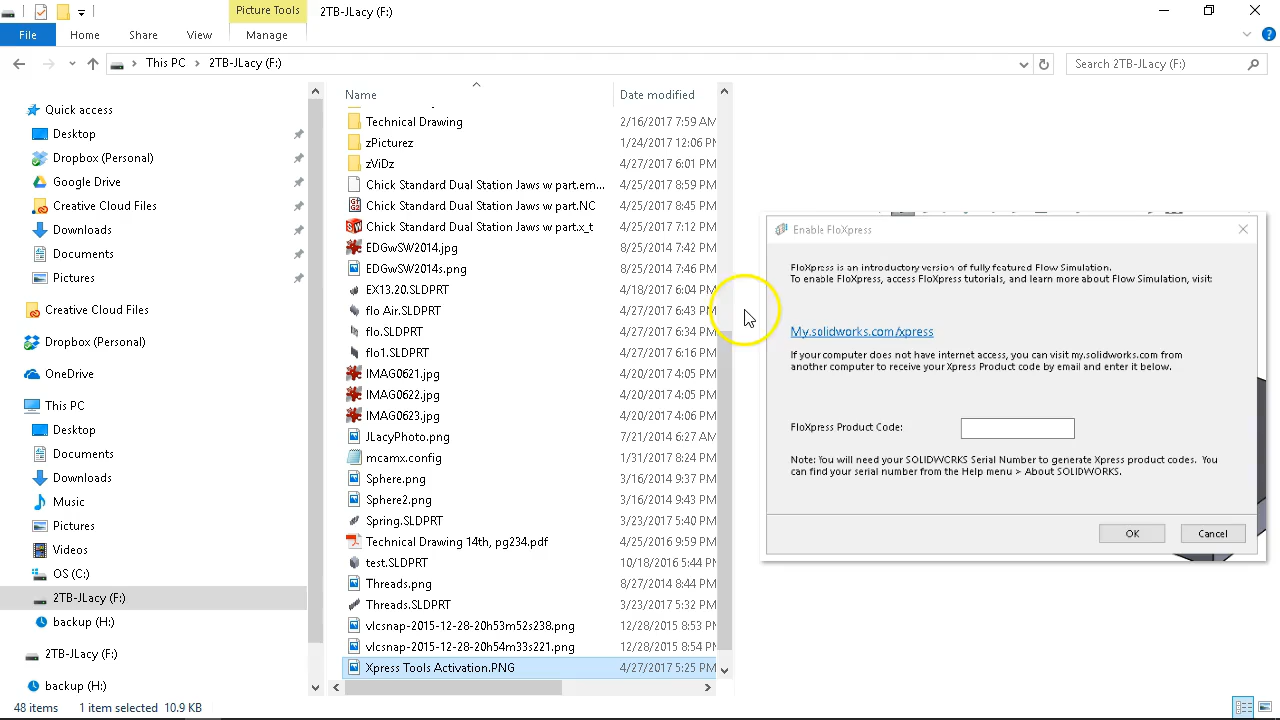 Picture Tools
2TB-JLacy (F:)
File
Home
Share
View
Manage
This PC
2TB-JLacy (F:)
Search 2TB-JLacy (F:)
Quick access
Desktop
Dropbox (Personal)
Google Drive
Creative Cloud Files
Downloads
Documents
Pictures
Creative Cloud Files
Dropbox (Personal)
OneDrive
This PC
Desktop
Documents
Downloads
Music
Pictures
Videos
OS (C:)
2TB-JLacy (F:)
backup (H:)
2TB-JLacy (F:)
backup (H:)
Name Date modified
Technical Drawing 2/16/2017 7:59 AM
zPicturez 1/24/2017 12:06 PM
zViDz 4/27/2017 6:01 PM
Chick Standard Dual Station Jaws w part.em... 4/25/2017 8:59 PM
Chick Standard Dual Station Jaws w part.NC 4/25/2017 8:45 PM
Chick Standard Dual Station Jaws w part.x_t 4/25/2017 7:12 PM
EDGwSW2014.jpg 8/25/2014 7:42 PM
EDGwSW2014s.png 8/25/2014 7:46 PM
EX13.20.SLDPRT 4/18/2017 6:04 PM
flo Air.SLDPRT 4/27/2017 6:43 PM
flo.SLDPRT 4/27/2017 6:34 PM
flo1.SLDPRT 4/27/2017 6:16 PM
IMAG0621.jpg 4/20/2017 4:05 PM
IMAG0622.jpg 4/20/2017 4:05 PM
IMAG0623.jpg 4/20/2017 4:06 PM
JLacyPhoto.png 7/21/2014 6:27 AM
mcamx.config 1/31/2017 8:24 PM
Sphere.png 3/16/2014 9:37 PM
Sphere2.png 3/16/2014 9:43 PM
Spring.SLDPRT 3/23/2017 5:40 PM
Technical Drawing 14th, pg234.pdf 4/25/2016 9:59 PM
test.SLDPRT 10/18/2016 5:44 PM
Threads.png 8/27/2014 8:44 PM
Threads.SLDPRT 3/23/2017 5:32 PM
vlcsnap-2015-12-28-20h53m52s238.png 12/28/2015 8:53 PM
vlcsnap-2015-12-28-20h54m33s221.png 12/28/2015 8:54 PM
Xpress Tools Activation.PNG 4/27/2017 5:25 PM
Enable FloXpress
FloXpress is an introductory version of fully featured Flow Simulation.
To enable FloXpress, access FloXpress tutorials, and learn more about Flow Simulation, visit:
My.solidworks.com/xpress
If your computer does not have internet access, you can visit my.solidworks.com from
another computer to receive your Xpress Product code by email and enter it below.
FloXpress Product Code:
Note: You will need your SOLIDWORKS Serial Number to generate Xpress product codes. You
can find your serial number from the Help menu > About SOLIDWORKS.
OK
Cancel
48 items 1 item selected 10.9 KB